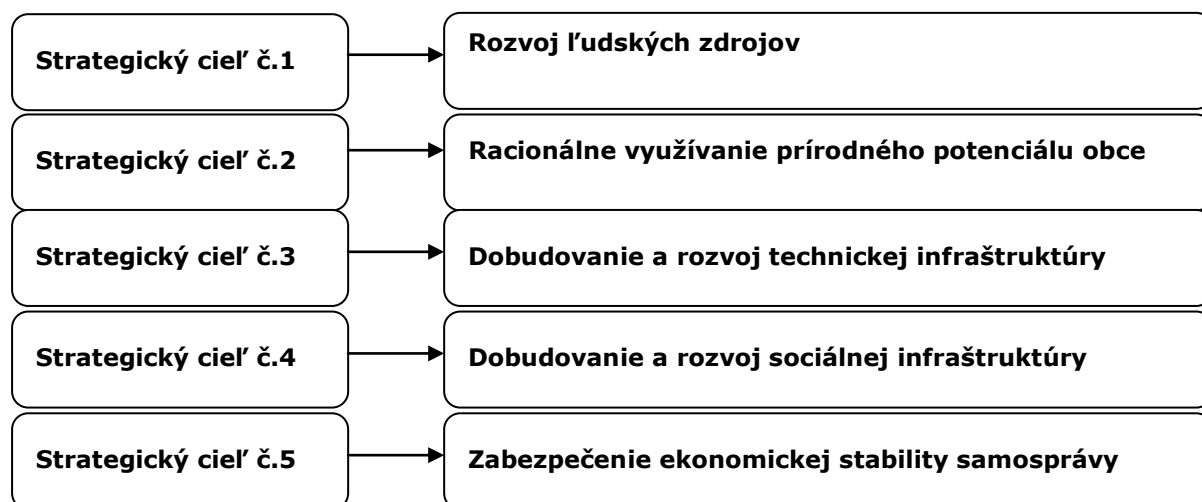 Strategický cieľ č.1
Rozvoj ľudských zdrojov
Strategický cieľ č.2
Racionálne využívanie prírodného potenciálu obce
Strategický cieľ č.3
Dobudovanie a rozvoj technickej infraštruktúry
Strategický cieľ č.4
Dobudovanie a rozvoj sociálnej infraštruktúry
Strategický cieľ č.5
Zabezpečenie ekonomickej stability samosprávy